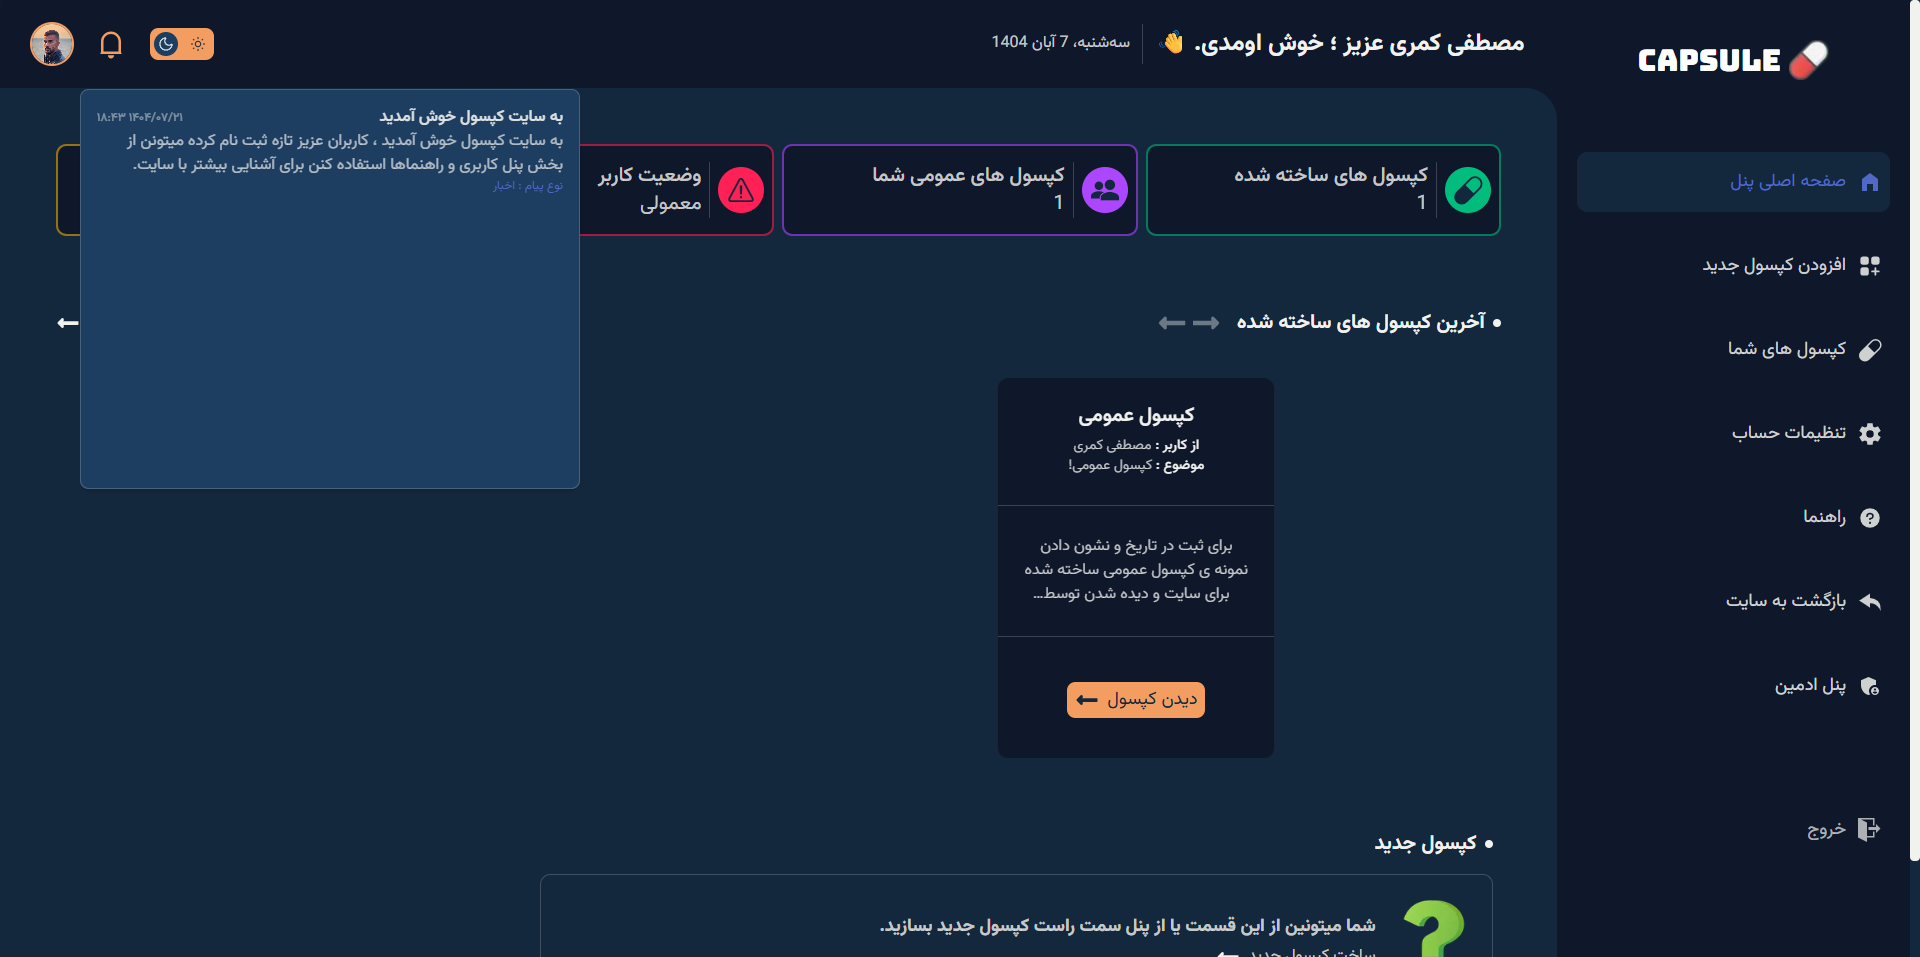 CAPSULE
مصطفی کمری عزیز ؛ خوش اومدی. 👋
سه‌شنبه، 7 آبان 1404
صفحه اصلی پنل
افزودن کپسول جدید
کپسول های شما
تنظیمات حساب
راهنما
بازگشت به سایت
پنل ادمین
خروج
کپسول های ساخته شده
1
کپسول های عمومی شما
1
وضعیت کاربر
معمولی
به سایت کپسول خوش آمدید
۱۴۰۴/۰۷/۲۱ ۱۸:۴۳
به سایت کپسول خوش آمدید ، کاربران عزیز تازه ثبت نام کرده میتونن از
بخش پنل کاربری و راهنماها استفاده کنن برای آشنایی بیشتر با سایت.
نوع پیام : اخبار
آخرین کپسول های ساخته شده
کپسول عمومی
از کاربر : مصطفی کمری
موضوع : کپسول عمومی!
برای ثبت در تاریخ و نشون دادن
نمونه ی کپسول عمومی ساخته شده
برای سایت و دیده شدن توسط...
دیدن کپسول
کپسول جدید
شما میتونین از این قسمت یا از پنل سمت راست کپسول جدید بسازید.
ساخت کپسول جدید